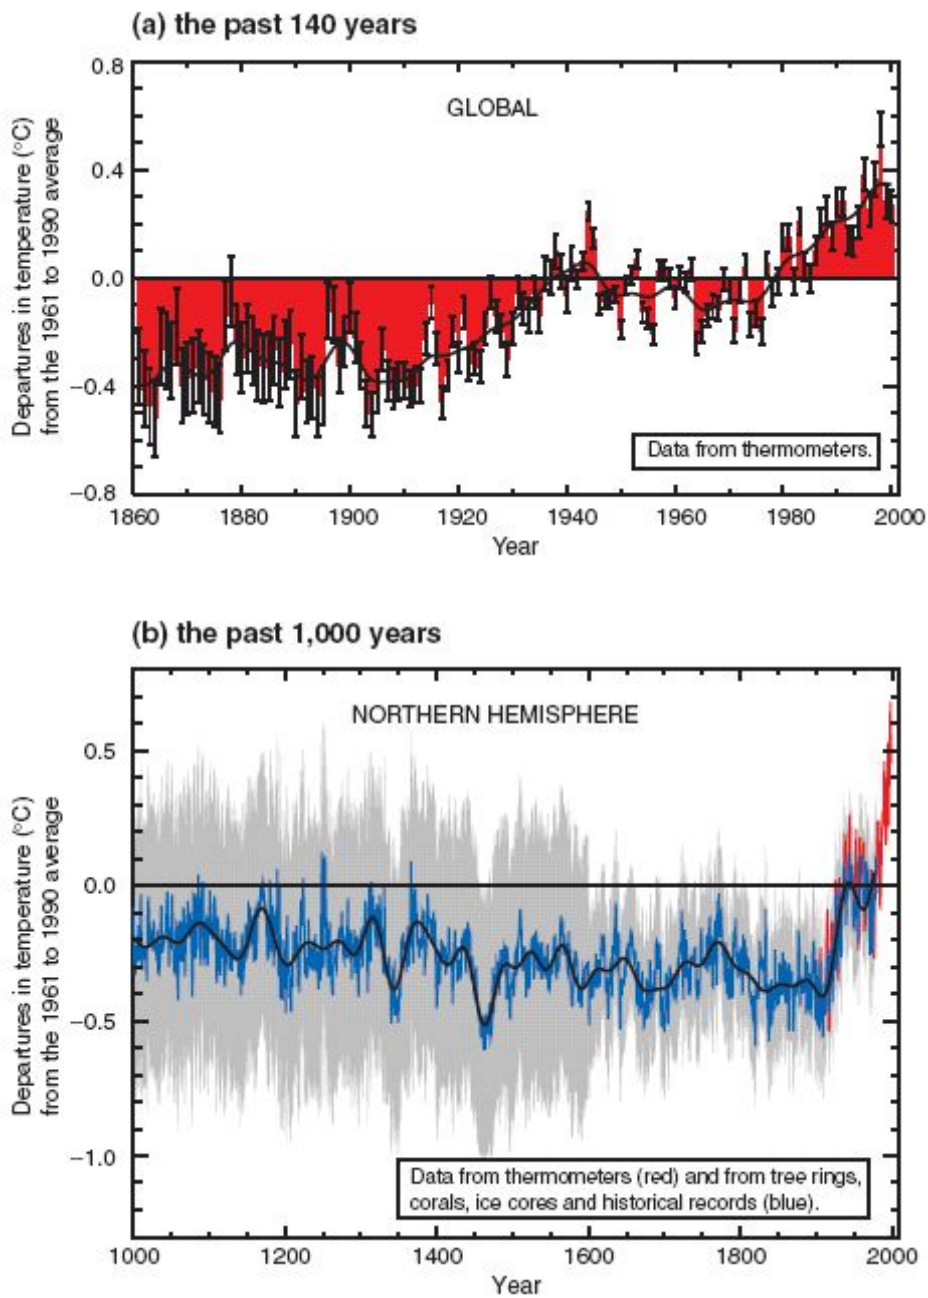 (a) the past 140 years
GLOBAL
Departures in temperature (°C)
from the 1961 to 1990 average
0.8
0.4
0.0
−0.4
−0.8
Data from thermometers.
1860 1880 1900 1920 1940 1960 1980 2000
Year
(b) the past 1,000 years
NORTHERN HEMISPHERE
Departures in temperature (°C)
from the 1961 to 1990 average
0.5
0.0
−0.5
−1.0
Data from thermometers (red) and from tree rings,
corals, ice cores and historical records (blue).
1000 1200 1400 1600 1800 2000
Year